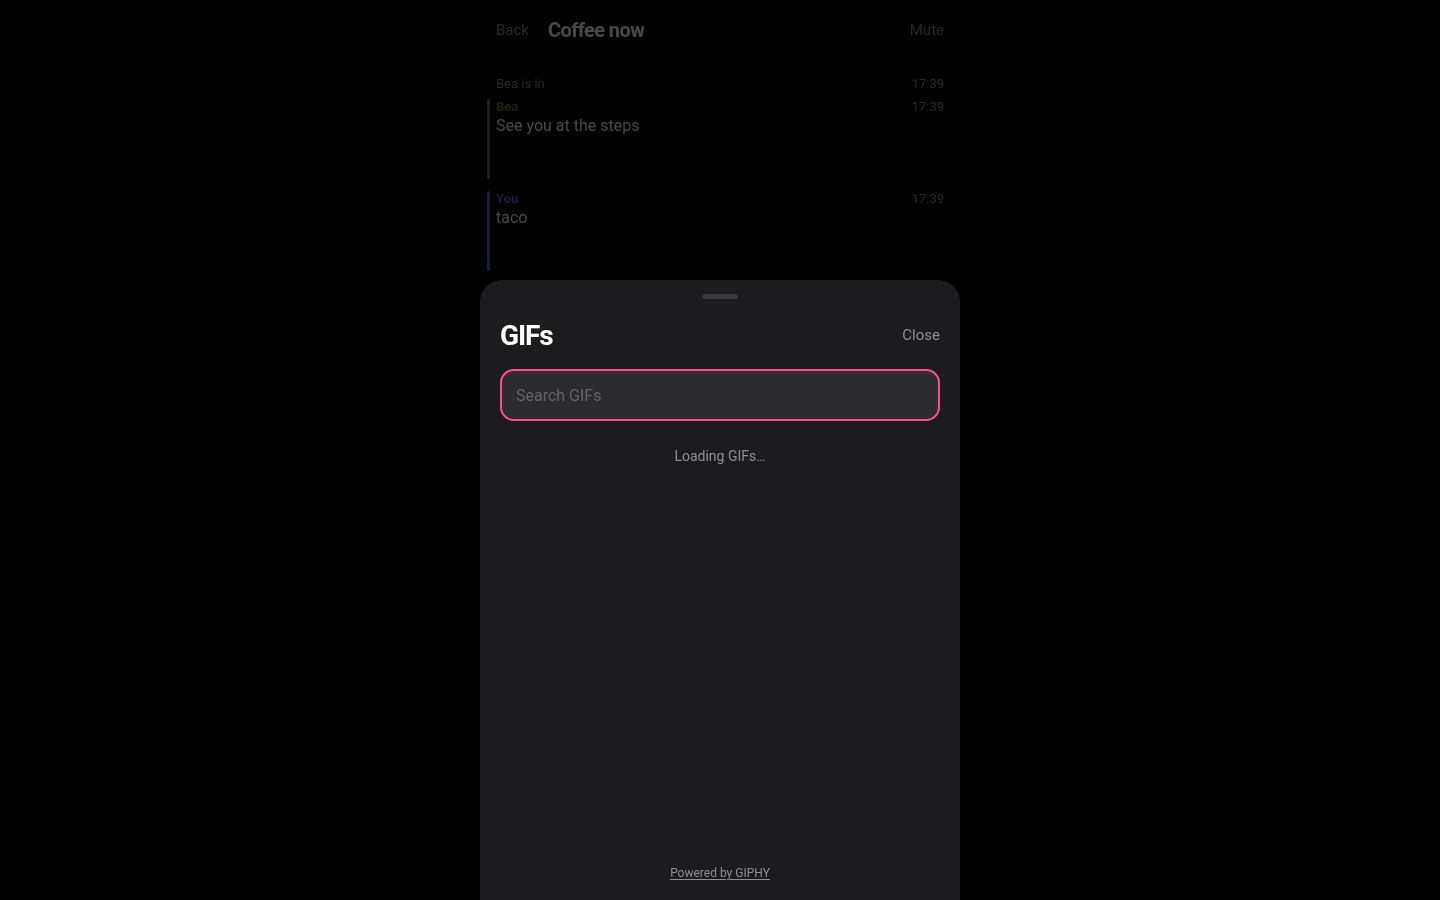 Back Coffee now Mute
Bea is in 17:39
Bea 17:39
See you at the steps
You 17:39
taco
GIFs Close
Search GIFs
Loading GIFs...
Powered by GIPHY